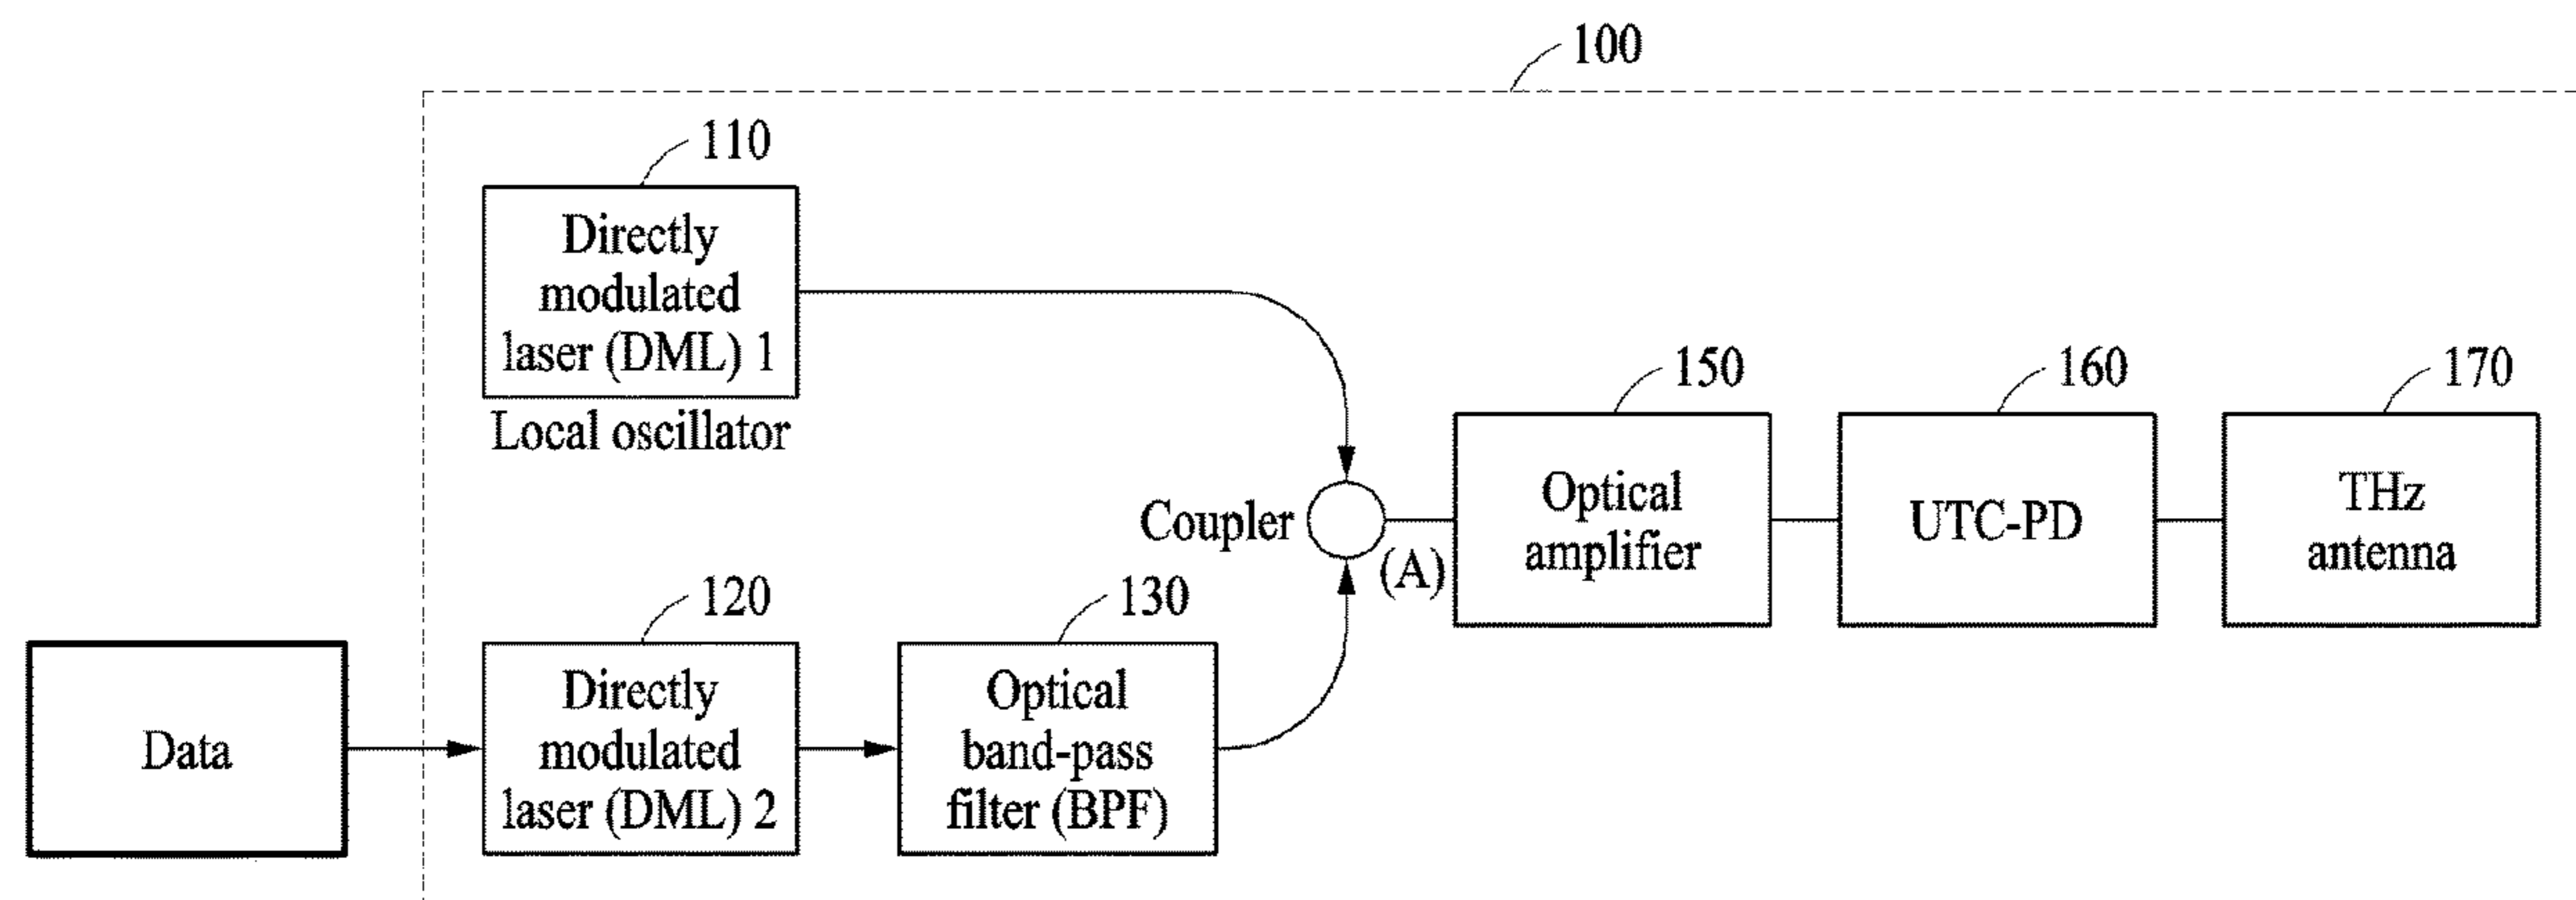 100
110
Directly
modulated
laser (DML) 1
Local oscillator
150
160
170
Coupler
(A)
Optical
amplifier
UTC-PD
THz
antenna
120
130
Data
Directly
modulated
laser (DML) 2
Optical
band-pass
filter (BPF)